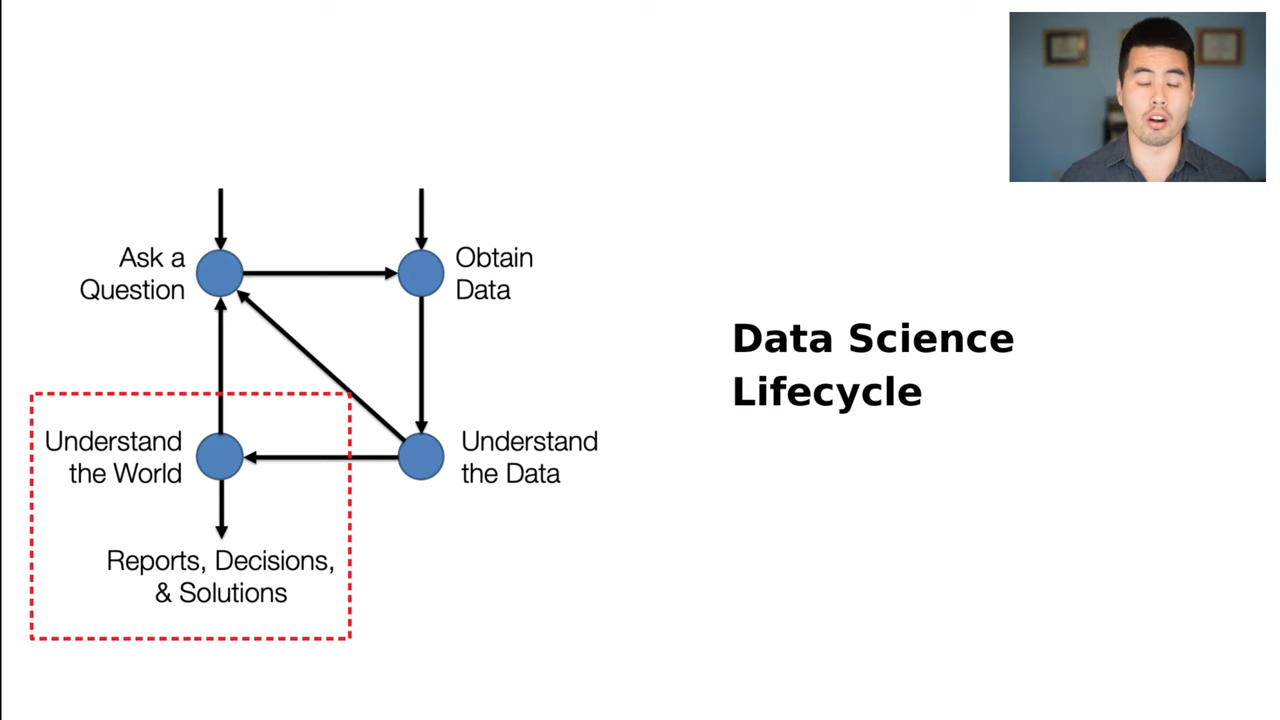 Ask a
Question
Obtain
Data
Data Science
Lifecycle
Understand
the World
Understand
the Data
Reports, Decisions,
& Solutions